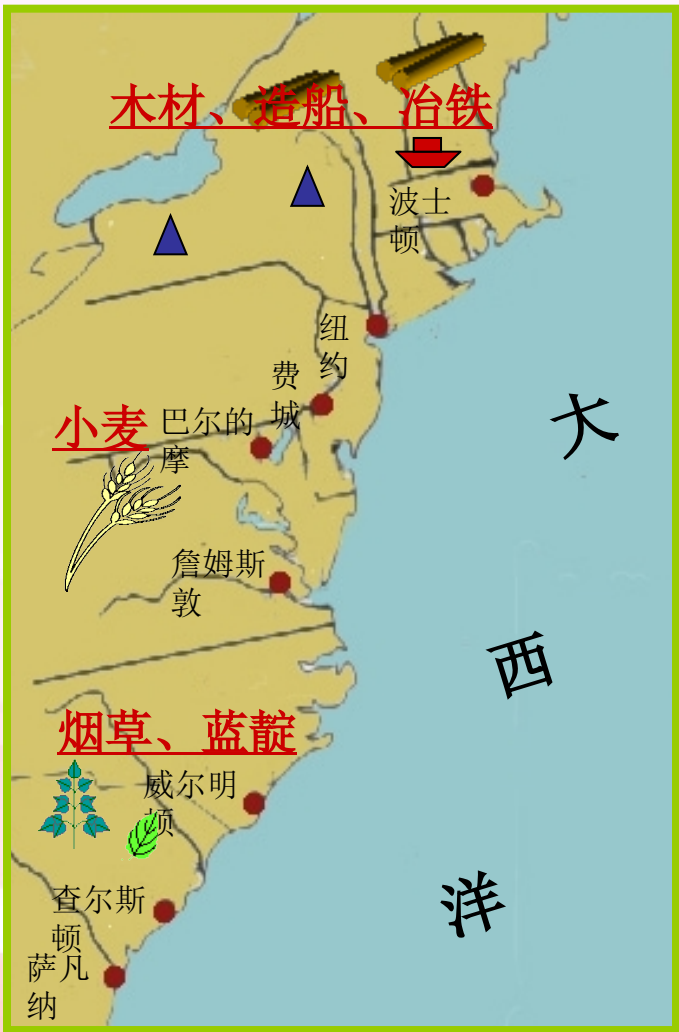 木材、造船、冶铁
波士
顿
纽
约
费
城
小麦
巴尔的
摩
大
詹姆斯
敦
西
烟草、蓝靛
威尔明
顿
查尔斯
顿
洋
萨凡
纳